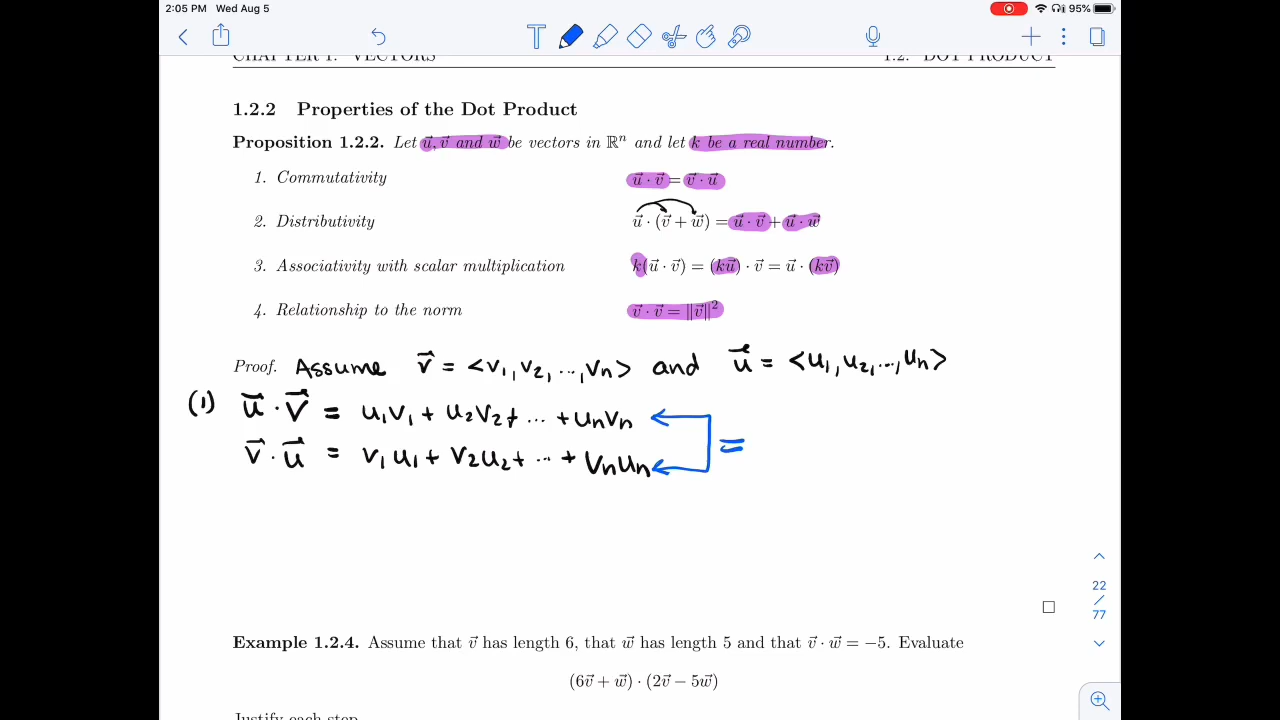 2:05 PM Wed Aug 5 95%
CHAPTER 1. VECTORS 1.2. DOT PRODUCT
1.2.2 Properties of the Dot Product
Proposition 1.2.2. Let u⃗, v⃗ and w⃗ be vectors in ℝⁿ and let k be a real number.
1. Commutativity u⃗ · v⃗ = v⃗ · u⃗
2. Distributivity u⃗ · (v⃗ + w⃗) = u⃗ · v⃗ + u⃗ · w⃗
3. Associativity with scalar multiplication k(u⃗ · v⃗) = (ku⃗) · v⃗ = u⃗ · (kv⃗)
4. Relationship to the norm v⃗ · v⃗ = ‖v⃗‖²
Proof. Assume v⃗ = <v₁, v₂, ..., vₙ> and u⃗ = <u₁, u₂, ..., uₙ>
(1) u⃗ · v⃗ = u₁v₁ + u₂v₂ + ... + uₙvₙ
=
v⃗ · u⃗ = v₁u₁ + v₂u₂ + ... + vₙuₙ
22
/
77
□
Example 1.2.4. Assume that v⃗ has length 6, that w⃗ has length 5 and that v⃗ · w⃗ = −5. Evaluate
(6v⃗ + w⃗) · (2v⃗ − 5w⃗)
Justify each step.